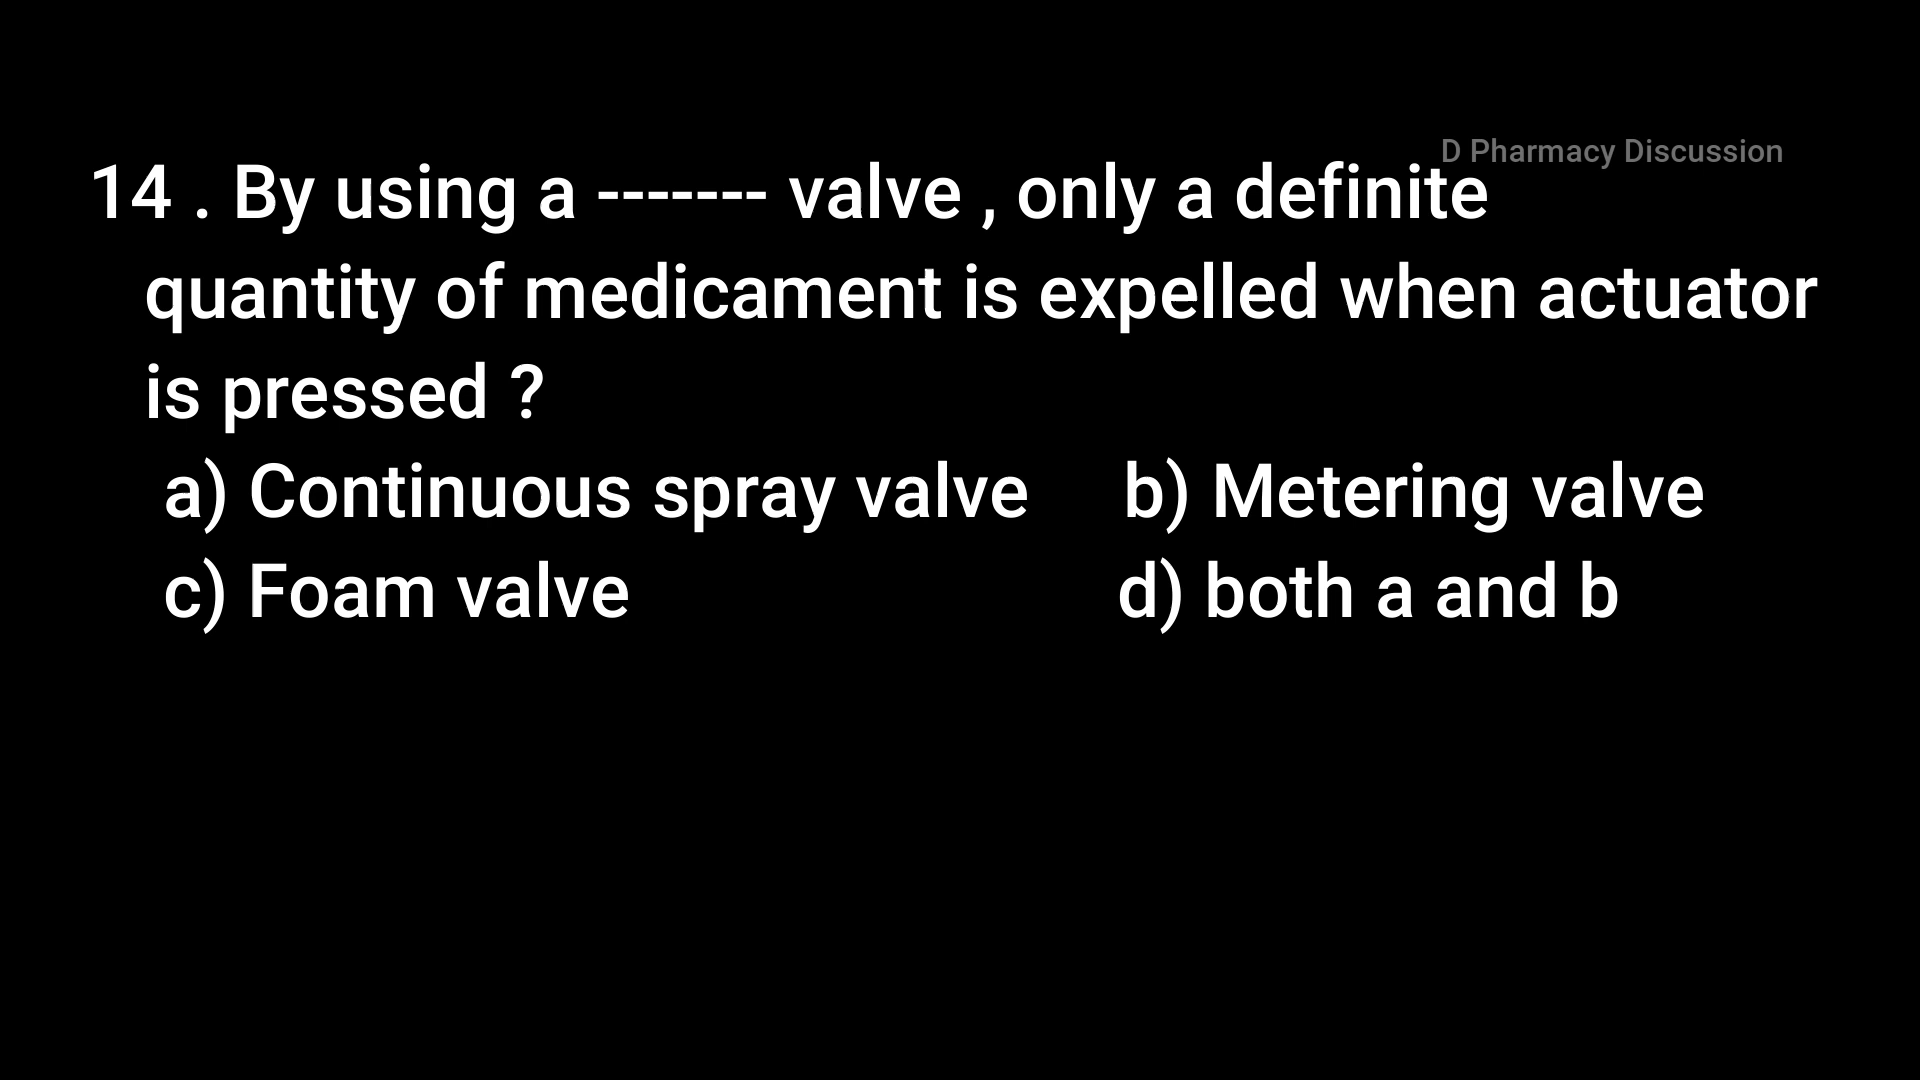 D Pharmacy Discussion
14 . By using a ------- valve , only a definite
quantity of medicament is expelled when actuator
is pressed ?
a) Continuous spray valve b) Metering valve
c) Foam valve d) both a and b